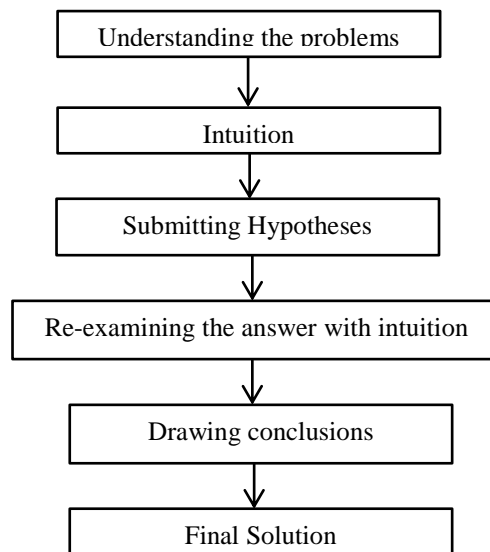 Understanding the problems
Intuition
Submitting Hypotheses
Re-examining the answer with intuition
Drawing conclusions
Final Solution